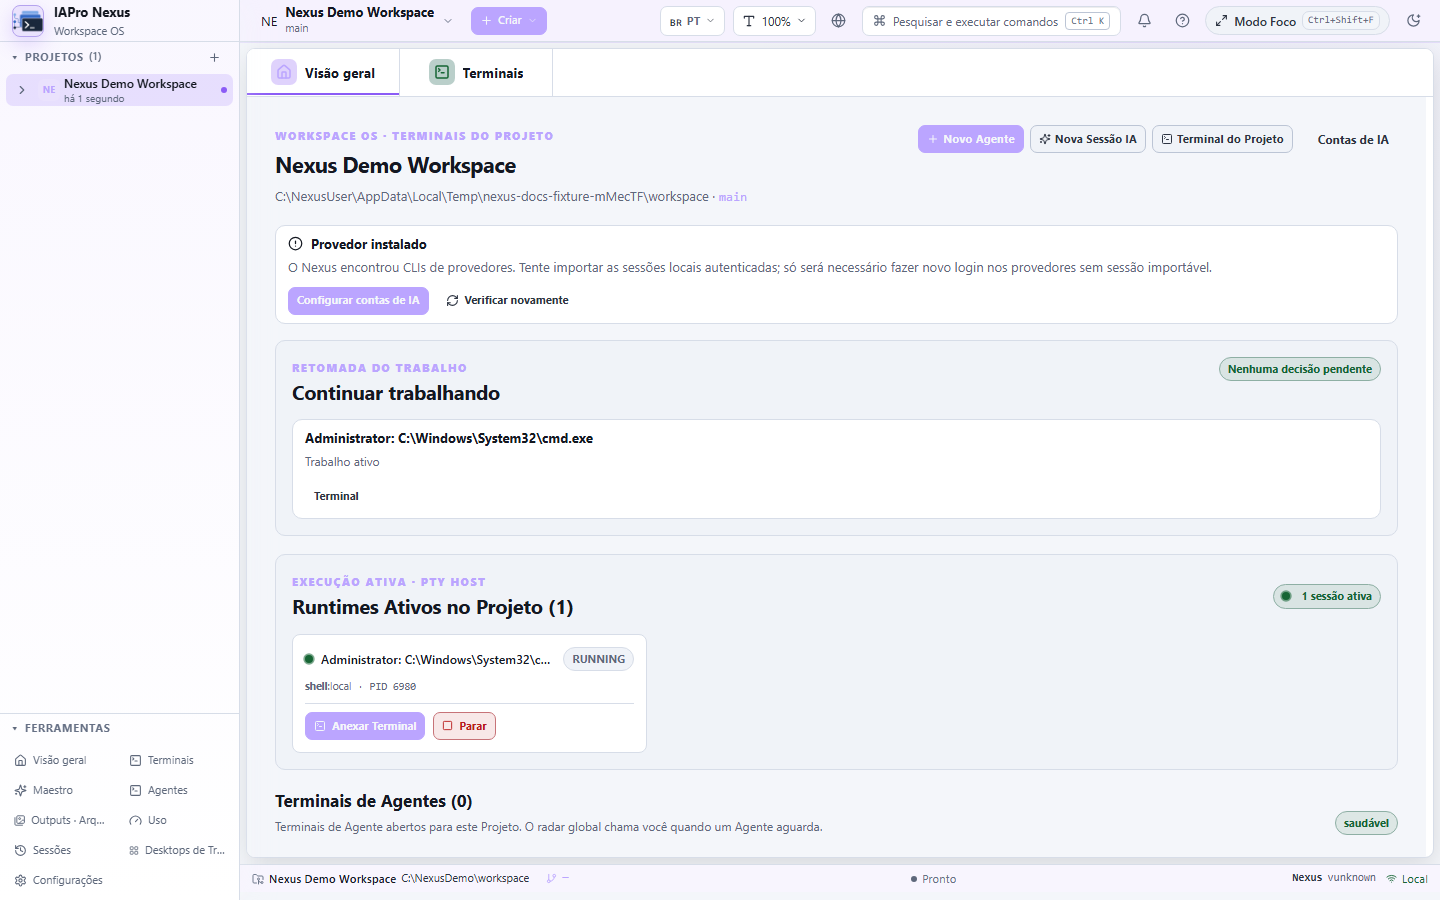 IAPro Nexus
Workspace OS
PROJETOS (1)
NE Nexus Demo Workspace
há 1 segundo
FERRAMENTAS
Visão geral
Terminais
Maestro
Agentes
Outputs · Arq...
Uso
Sessões
Desktops de Tr...
Configurações
NE Nexus Demo Workspace
main
Criar
BR PT
100%
Pesquisar e executar comandos Ctrl K
Modo Foco Ctrl+Shift+F
Visão geral
Terminais
WORKSPACE OS · TERMINAIS DO PROJETO
Nexus Demo Workspace
C:\NexusUser\AppData\Local\Temp\nexus-docs-fixture-mMecTF\workspace · main
Novo Agente
Nova Sessão IA
Terminal do Projeto
Contas de IA
Provedor instalado
O Nexus encontrou CLIs de provedores. Tente importar as sessões locais autenticadas; só será necessário fazer novo login nos provedores sem sessão importável.
Configurar contas de IA
Verificar novamente
RETOMADA DO TRABALHO
Continuar trabalhando
Nenhuma decisão pendente
Administrator: C:\Windows\System32\cmd.exe
Trabalho ativo
Terminal
EXECUÇÃO ATIVA · PTY HOST
Runtimes Ativos no Projeto (1)
1 sessão ativa
Administrator: C:\Windows\System32\c...
RUNNING
shell:local · PID 6980
Anexar Terminal
Parar
Terminais de Agentes (0)
Terminais de Agente abertos para este Projeto. O radar global chama você quando um Agente aguarda.
saudável
Nexus Demo Workspace C:\NexusDemo\workspace
—
Pronto
Nexus vunknown
Local